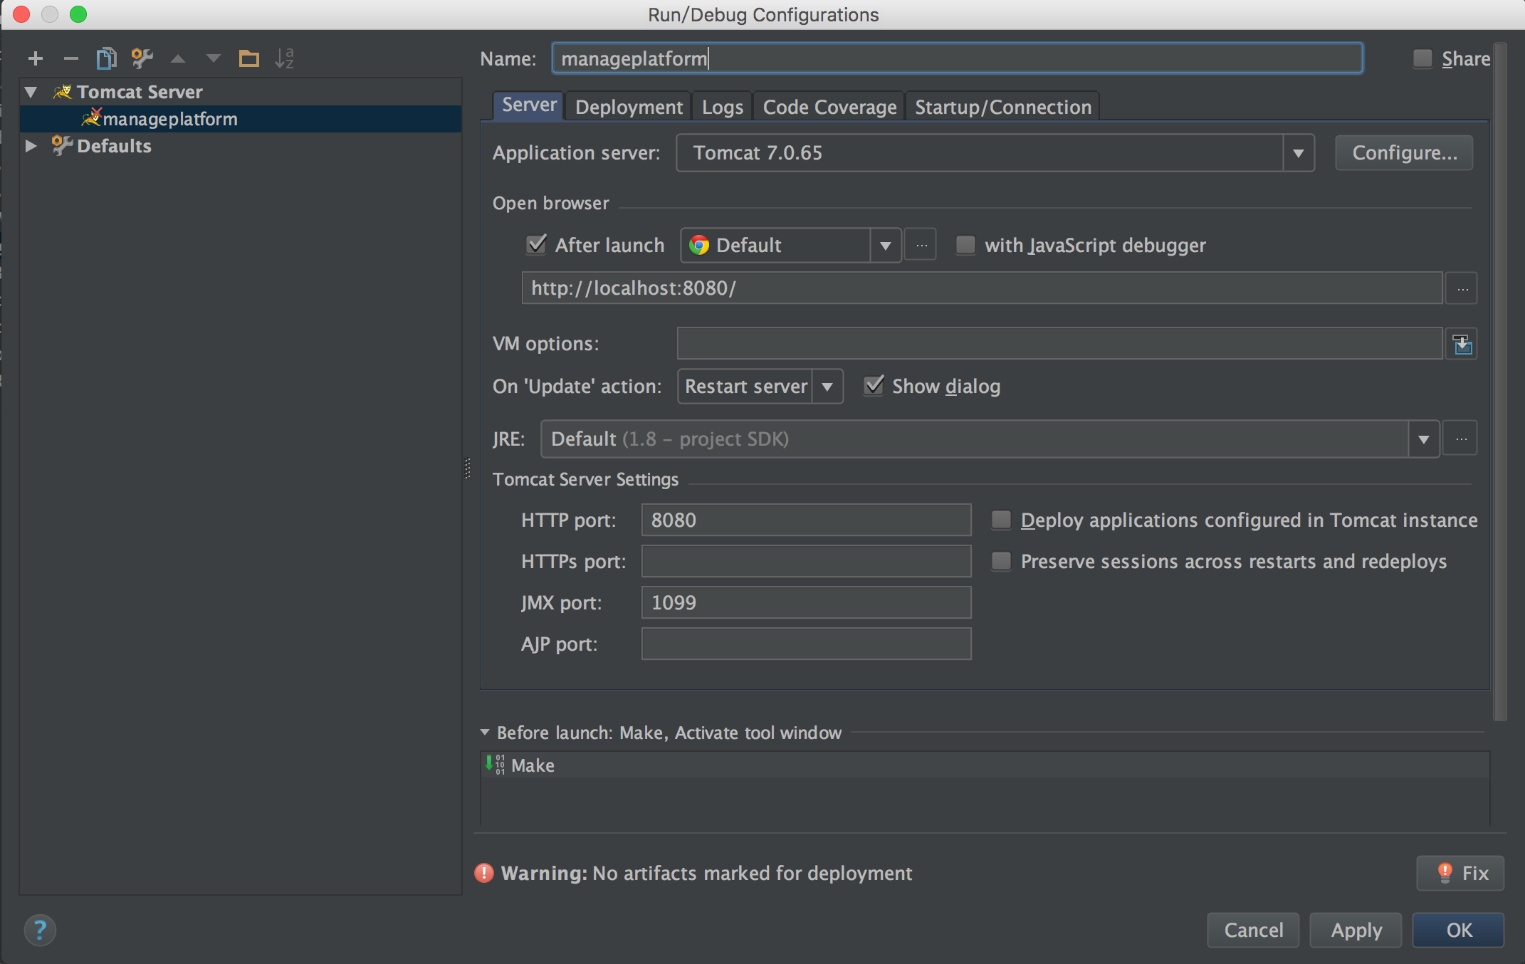 Run/Debug Configurations
Name: manageplatform
Share
Tomcat Server
manageplatform
Defaults
Server Deployment Logs Code Coverage Startup/Connection
Application server: Tomcat 7.0.65 Configure...
Open browser
After launch Default ... with JavaScript debugger
http://localhost:8080/ ...
VM options:
On 'Update' action: Restart server Show dialog
JRE: Default (1.8 – project SDK) ...
Tomcat Server Settings
HTTP port: 8080 Deploy applications configured in Tomcat instance
HTTPs port: Preserve sessions across restarts and redeploys
JMX port: 1099
AJP port:
Before launch: Make, Activate tool window
Make
Warning: No artifacts marked for deployment Fix
? Cancel Apply OK